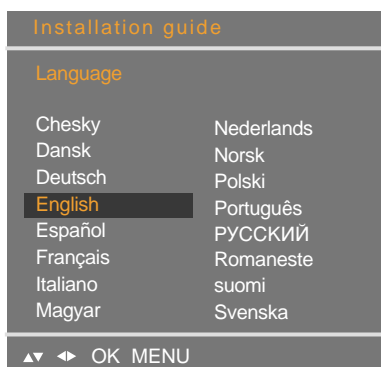 Installation guide
Language
Chesky
Dansk
Deutsch
English
Español
Français
Italiano
Magyar
Nederlands
Norsk
Polski
Português
РУССКИЙ
Romaneste
suomi
Svenska
▲▼ ◀▶ OK MENU